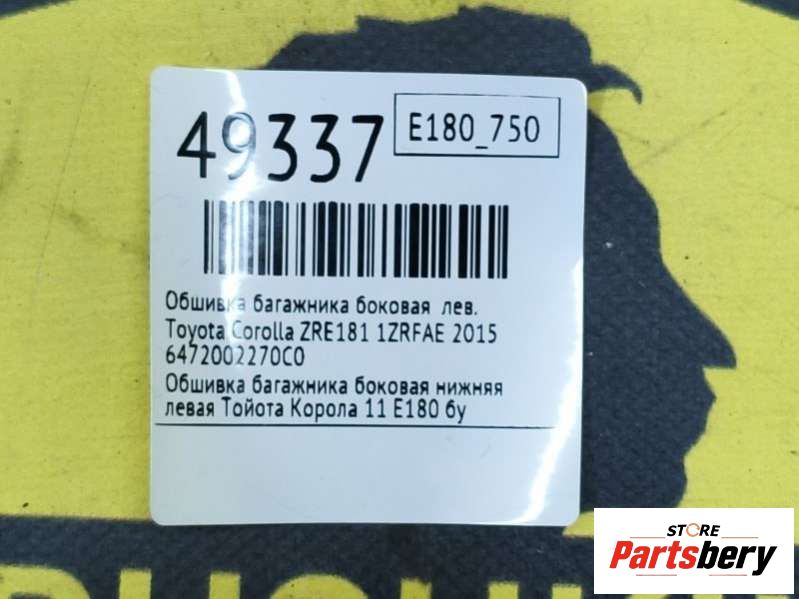 49337
E180_750
Обшивка багажника боковая лев.
Toyota Corolla ZRE181 1ZRFAE 2015
6472002270C0
Обшивка багажника боковая нижняя
левая Тойота Корола 11 Е180 бу
STORE
Partsbery